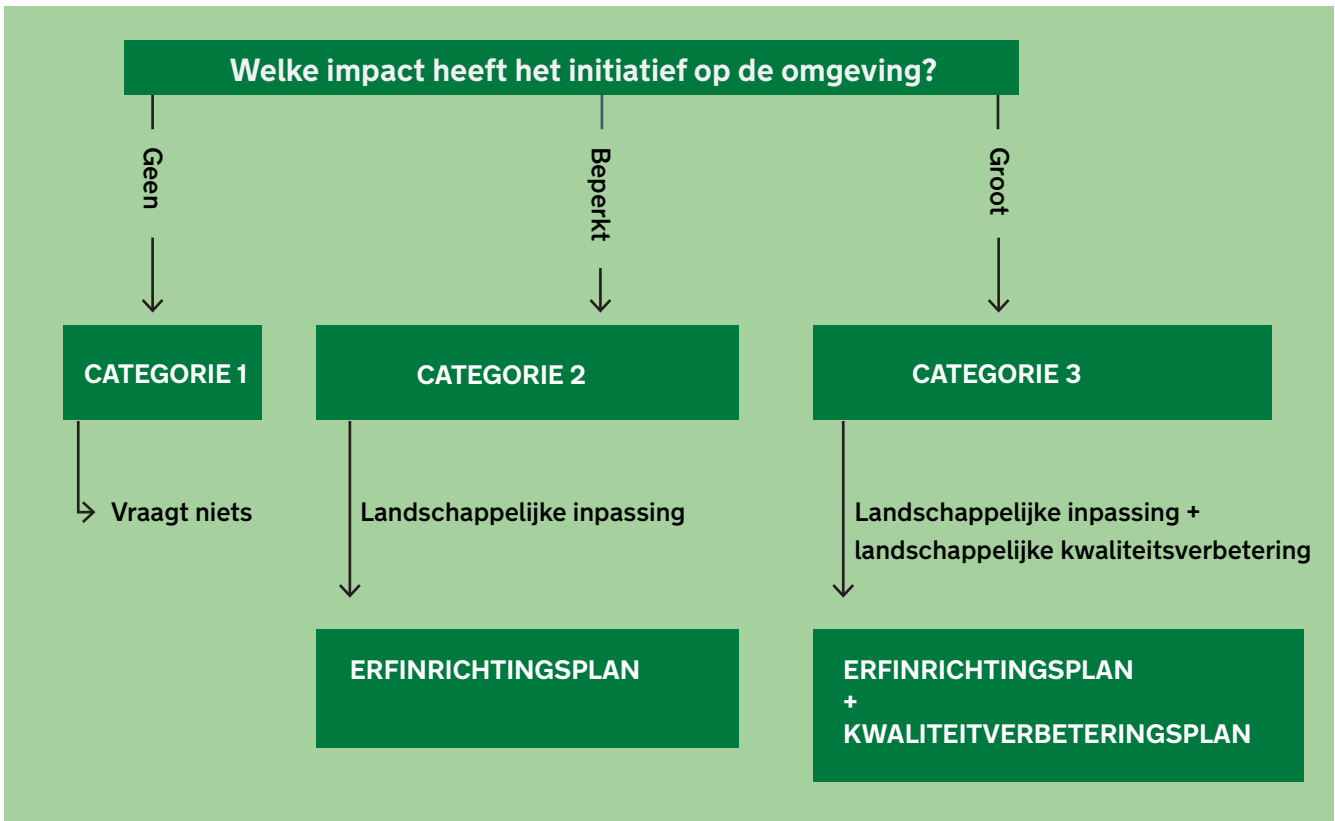 Welke impact heeft het initiatief op de omgeving?
Geen
Beperkt
Groot
CATEGORIE 1
CATEGORIE 2
CATEGORIE 3
Vraagt niets
Landschappelijke inpassing
Landschappelijke inpassing +
landschappelijke kwaliteitsverbetering
ERFINRICHTINGSPLAN
ERFINRICHTINGSPLAN
+
KWALITEITVERBETERINGSPLAN